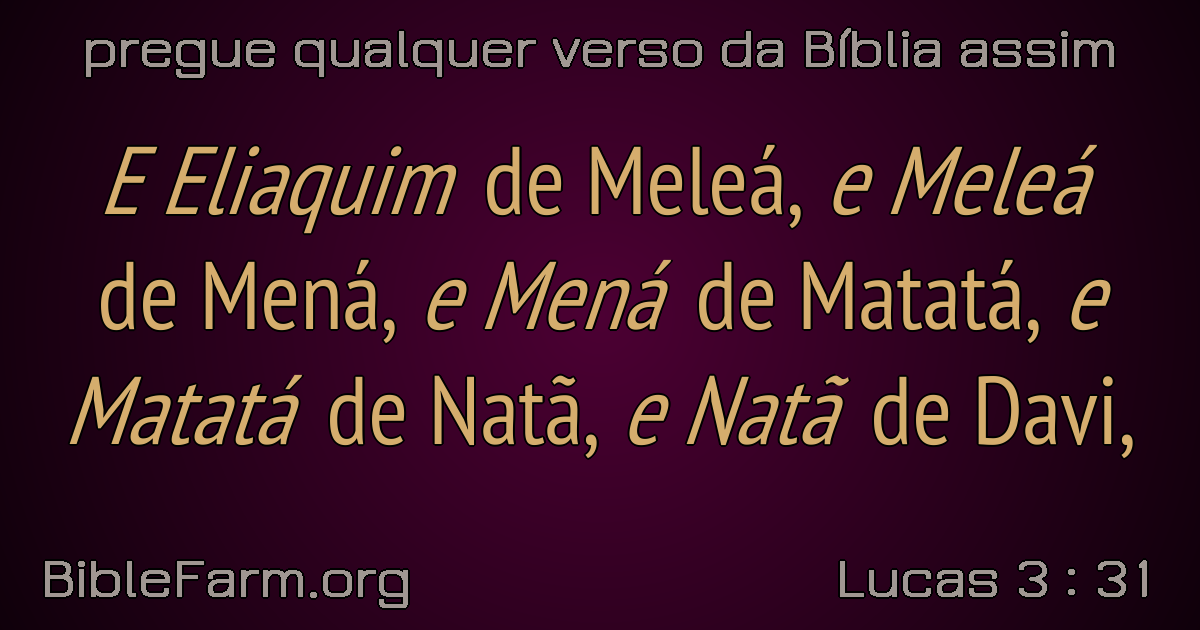 pregue qualquer verso da Bíblia assim
E Eliaquim de Meleá, e Meleá
de Mená, e Mená de Matatá, e
Matatá de Natã, e Natã de Davi,
BibleFarm.org
Lucas 3 : 31